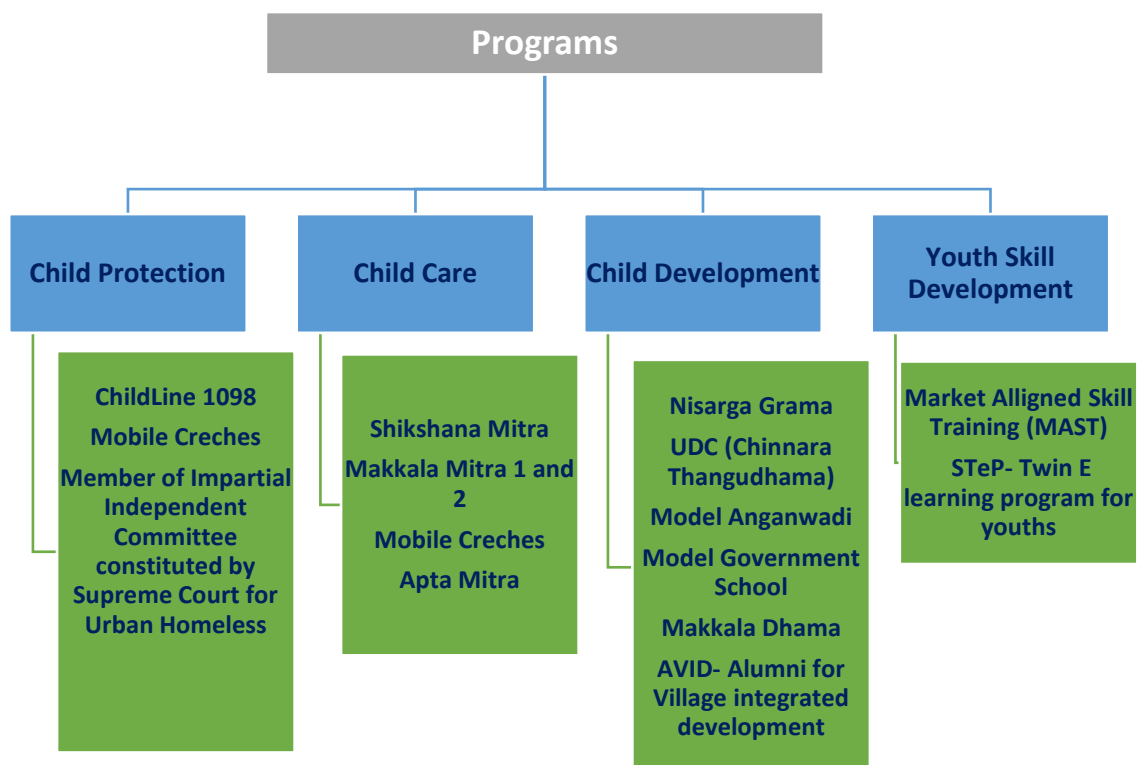 Programs
Child Protection
ChildLine 1098
Mobile Creches
Member of Impartial
Independent
Committee
constituted by
Supreme Court for
Urban Homeless
Child Care
Shikshana Mitra
Makkala Mitra 1 and
2
Mobile Creches
Apta Mitra
Child Development
Nisarga Grama
UDC (Chinnara
Thangudhama)
Model Anganwadi
Model Government
School
Makkala Dhama
AVID- Alumni for
Village integrated
development
Youth Skill
Development
Market Alligned Skill
Training (MAST)
STeP- Twin E
learning program for
youths